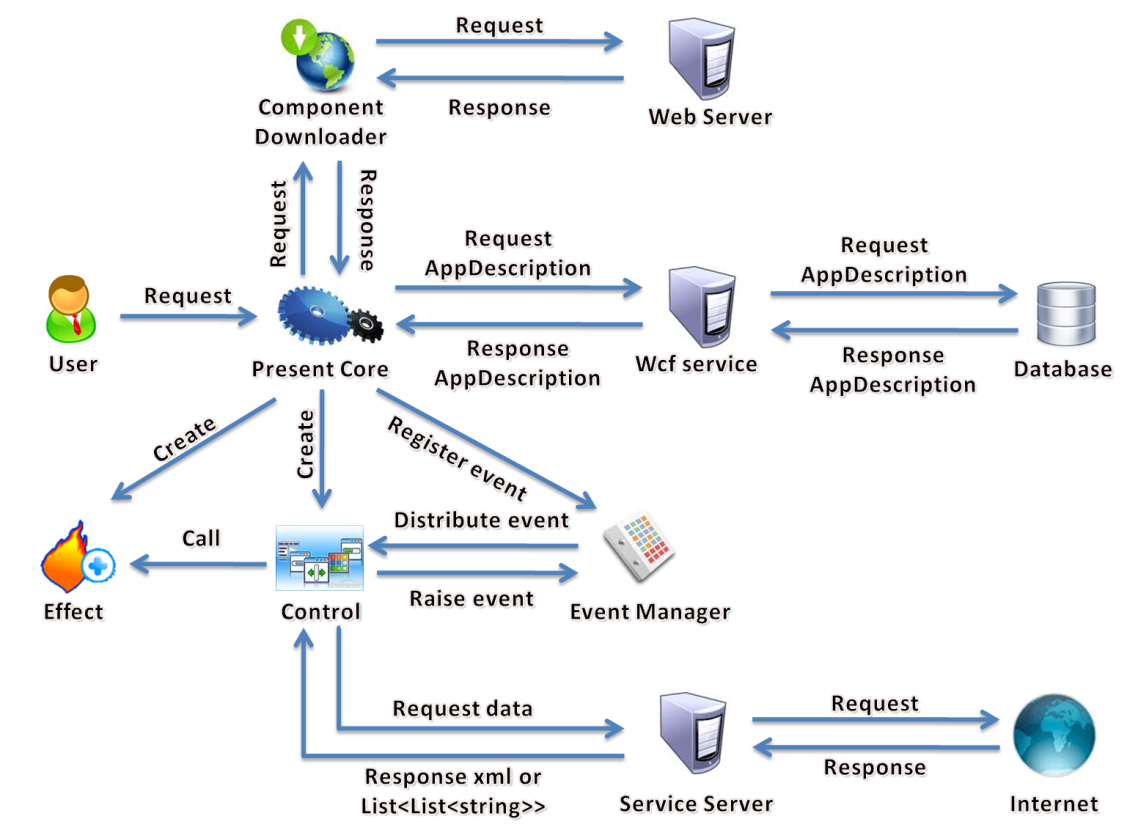 Request
Response
Component
Downloader
Web Server
Request
Response
Request
AppDescription
Request
AppDescription
Request
User
Present Core
Response
AppDescription
Wcf service
Response
AppDescription
Database
Create
Create
Register event
Distribute event
Call
Raise event
Effect
Control
Event Manager
Request data
Request
Response xml or
List<List<string>>
Response
Service Server
Internet